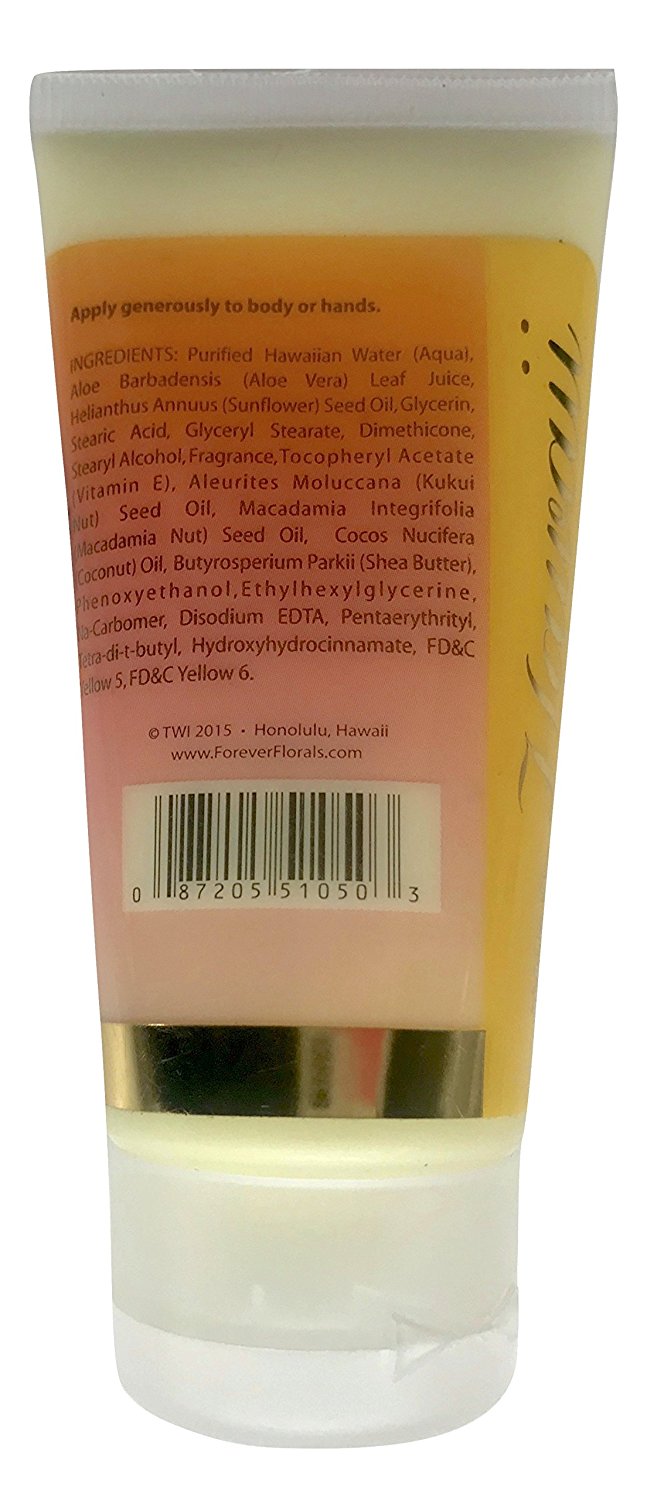 Apply generously to body or hands.
iNGREDIENTS: Purified Hawaiian Water (Aqua),
Aloe Barbadensis (Aloe Vera) Leaf Juice,
Helianthus Annuus (Sunflower) Seed Oil, Glycerin,
Stearic Acid, Glyceryl Stearate, Dimethicone,
Stearyl Alcohol, Fragrance, Tocopheryl Acetate
(Vitamin E), Aleurites Moluccana (Kukui
Nut) Seed Oil, Macadamia Integrifolia
(Macadamia Nut) Seed Oil, Cocos Nucifera
(Coconut) Oil, Butyrosperium Parkii (Shea Butter),
Phenoxyethanol, Ethylhexylglycerine,
Na-Carbomer, Disodium EDTA, Pentaerythrityl,
Tetra-di-t-butyl, Hydroxyhydrocinnamate, FD&C
Yellow 5, FD&C Yellow 6.
© TWI 2015 • Honolulu, Hawaii
www.ForeverFlorals.com
0 87205 51050 3